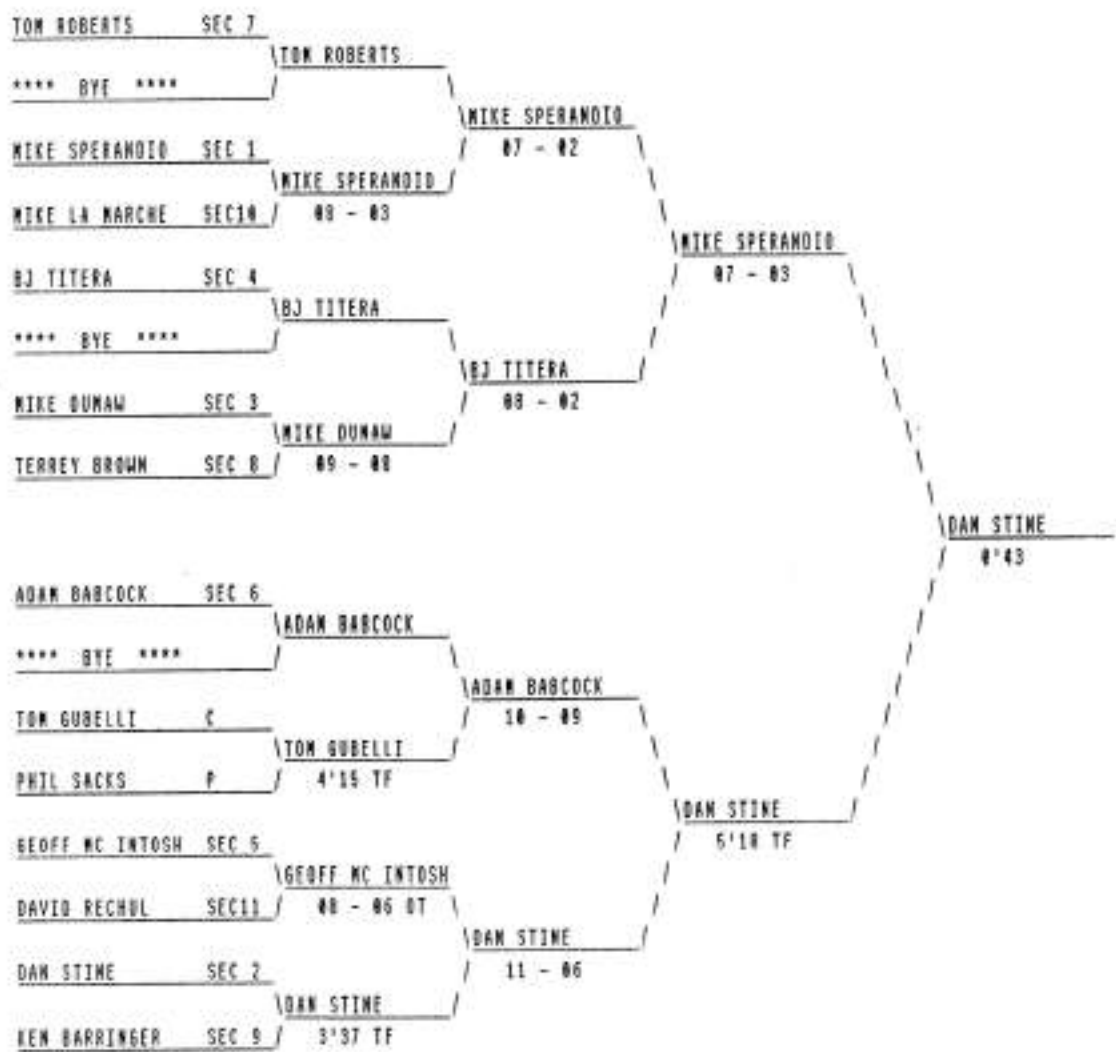 TOM ROBERTS SEC 7
TOM ROBERTS
**** BYE ****
MIKE SPERANDIO
07 - 02
MIKE SPERANDIO SEC 1
MIKE SPERANDIO
08 - 03
MIKE LA MARCHE SEC10
MIKE SPERANDIO
07 - 03
BJ TITERA SEC 4
BJ TITERA
**** BYE ****
BJ TITERA
08 - 02
MIKE DUMAW SEC 3
MIKE DUMAW
09 - 08
TERREY BROWN SEC 8
DAN STINE
0'43
ADAM BABCOCK SEC 6
ADAM BABCOCK
**** BYE ****
ADAM BABCOCK
10 - 09
TOM GUBELLI C
TOM GUBELLI
4'15 TF
PHIL SACKS P
DAN STINE
5'18 TF
GEOFF MC INTOSH SEC 5
GEOFF MC INTOSH
08 - 06 OT
DAVID RECHUL SEC11
DAN STINE
11 - 06
DAN STINE SEC 2
DAN STINE
3'37 TF
KEN BARRINGER SEC 9